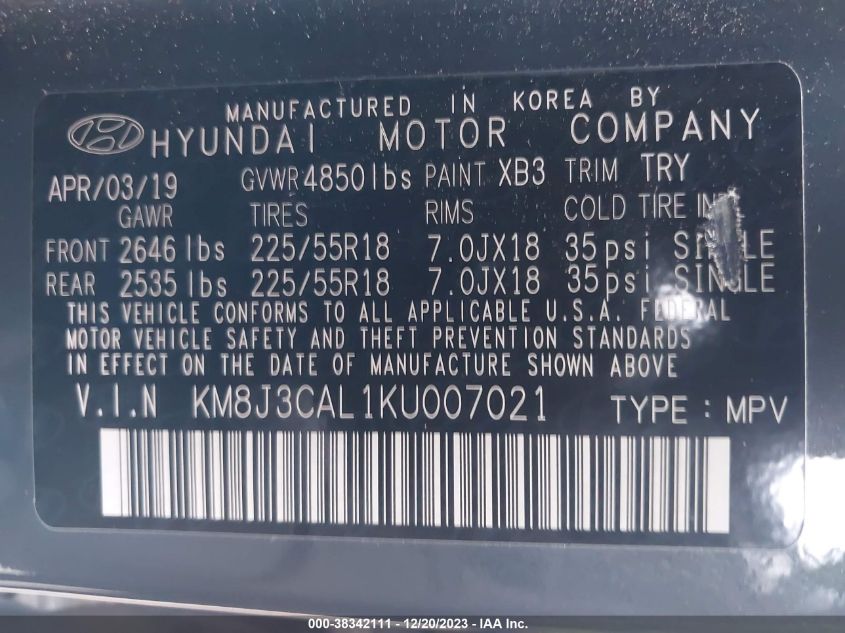 MANUFACTURED IN KOREA BY
HYUNDAI MOTOR COMPANY
APR/03/19 GVWR 4850lbs PAINT XB3 TRIM TRY
GAWR TIRES RIMS COLD TIRE
FRONT 2646 lbs 225/55R18 7.0JX18 35psi SINGLE
REAR 2535 lbs 225/55R18 7.0JX18 35psi SINGLE
THIS VEHICLE CONFORMS TO ALL APPLICABLE U.S.A. FEDERAL
MOTOR VEHICLE SAFETY AND THEFT PREVENTION STANDARDS
IN EFFECT ON THE DATE OF MANUFACTURE SHOWN ABOVE
V.I.N KM8J3CAL1KU007021 TYPE : MPV
000-38342111 - 12/20/2023 - IAA Inc.